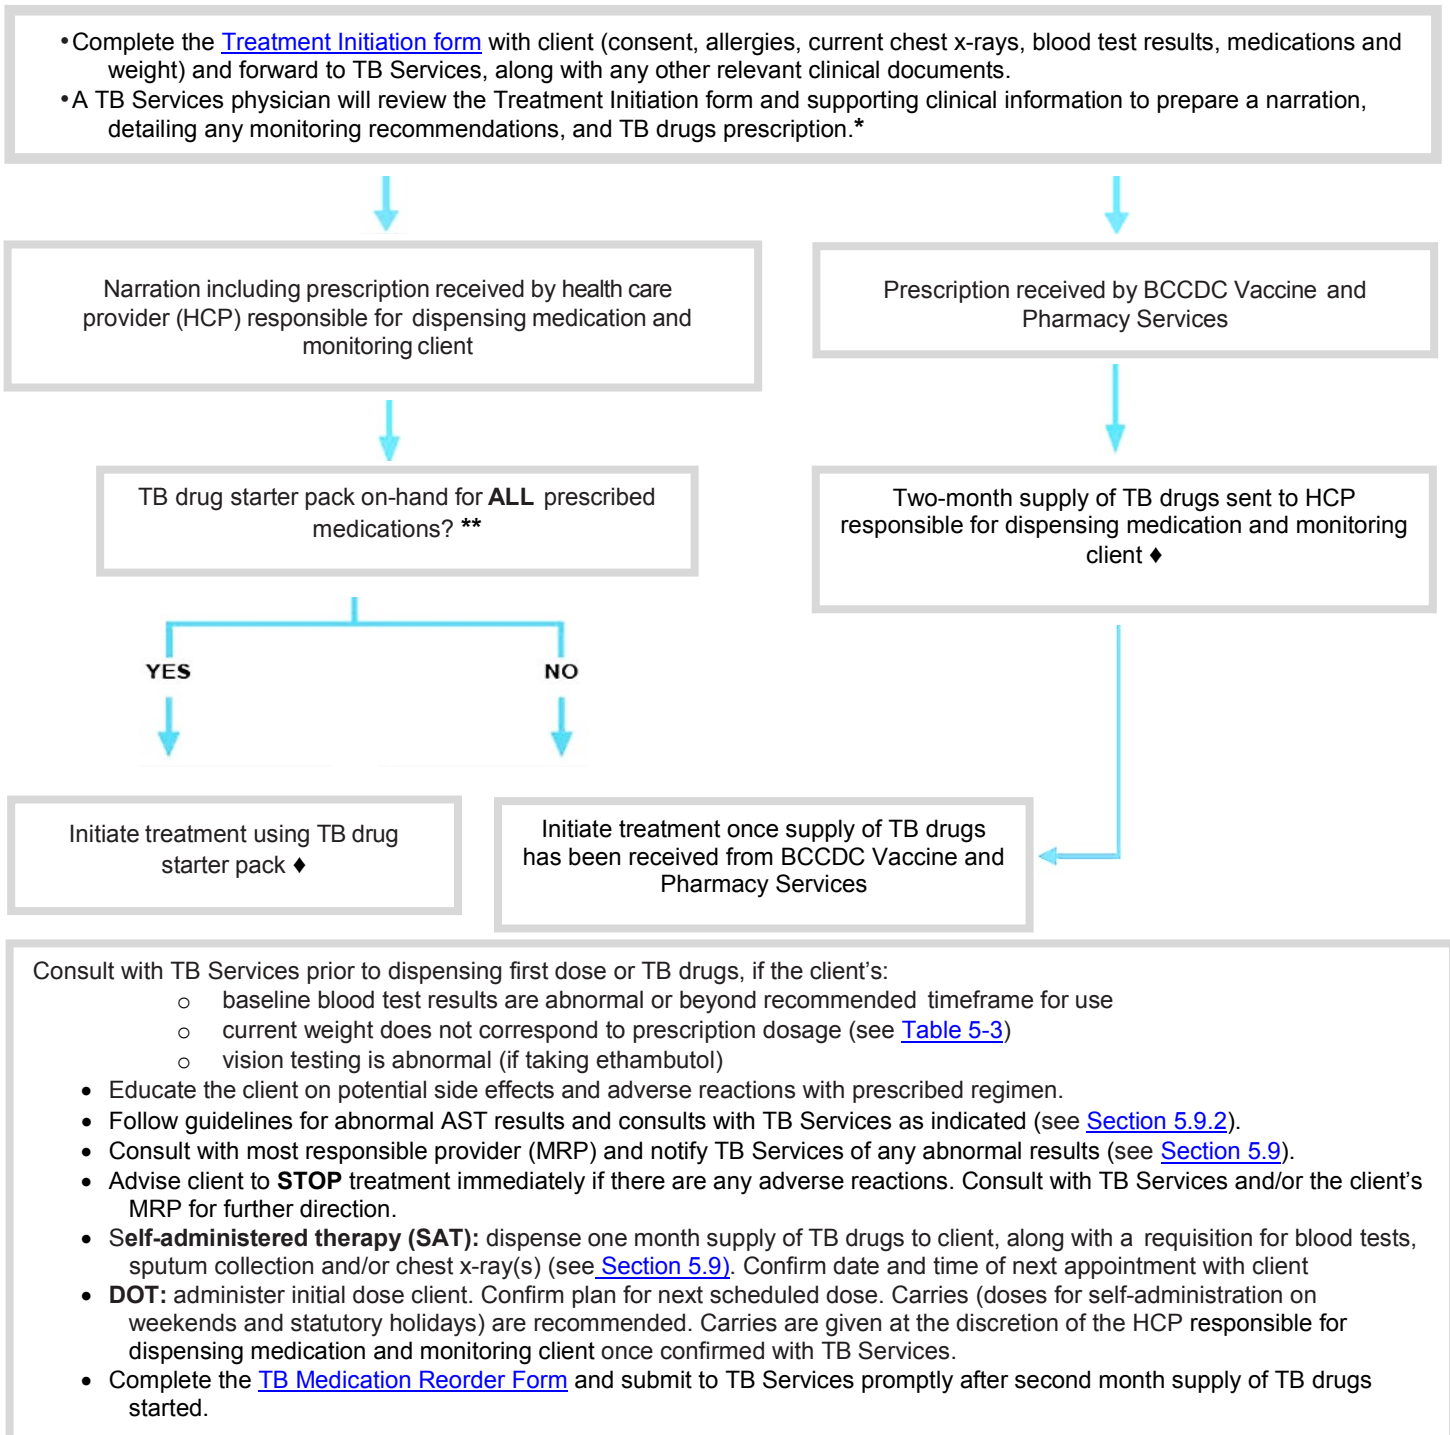 •Complete the Treatment Initiation form with client (consent, allergies, current chest x-rays, blood test results, medications and
weight) and forward to TB Services, along with any other relevant clinical documents.
•A TB Services physician will review the Treatment Initiation form and supporting clinical information to prepare a narration,
detailing any monitoring recommendations, and TB drugs prescription.*
Narration including prescription received by health care
provider (HCP) responsible for dispensing medication and
monitoring client
Prescription received by BCCDC Vaccine and
Pharmacy Services
TB drug starter pack on-hand for ALL prescribed
medications? **
Two-month supply of TB drugs sent to HCP
responsible for dispensing medication and monitoring
client ♦
YES
NO
Initiate treatment using TB drug
starter pack ♦
Initiate treatment once supply of TB drugs
has been received from BCCDC Vaccine and
Pharmacy Services
Consult with TB Services prior to dispensing first dose or TB drugs, if the client’s:
o baseline blood test results are abnormal or beyond recommended timeframe for use
o current weight does not correspond to prescription dosage (see Table 5-3)
o vision testing is abnormal (if taking ethambutol)
• Educate the client on potential side effects and adverse reactions with prescribed regimen.
• Follow guidelines for abnormal AST results and consults with TB Services as indicated (see Section 5.9.2).
• Consult with most responsible provider (MRP) and notify TB Services of any abnormal results (see Section 5.9).
• Advise client to STOP treatment immediately if there are any adverse reactions. Consult with TB Services and/or the client’s
MRP for further direction.
• Self-administered therapy (SAT): dispense one month supply of TB drugs to client, along with a requisition for blood tests,
sputum collection and/or chest x-ray(s) (see Section 5.9). Confirm date and time of next appointment with client
• DOT: administer initial dose client. Confirm plan for next scheduled dose. Carries (doses for self-administration on
weekends and statutory holidays) are recommended. Carries are given at the discretion of the HCP responsible for
dispensing medication and monitoring client once confirmed with TB Services.
• Complete the TB Medication Reorder Form and submit to TB Services promptly after second month supply of TB drugs
started.